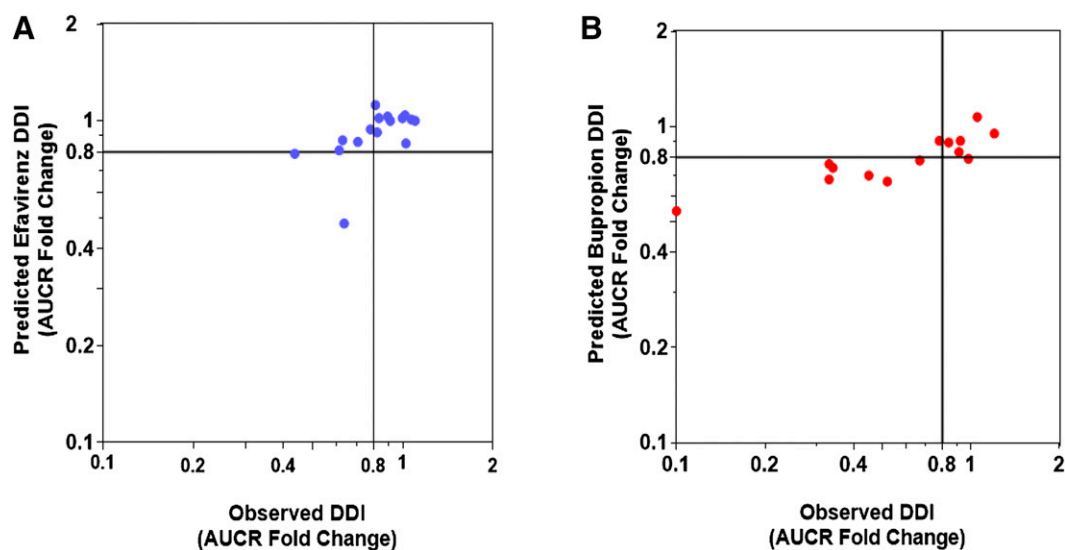 A
Predicted Efavirenz DDI
(AUCR Fold Change)
2
1
0.8
0.4
0.2
0.1
0.1
0.2
0.4
0.8
1
2
Observed DDI
(AUCR Fold Change)
B
Predicted Bupropion DDI
(AUCR Fold Change)
2
1
0.8
0.4
0.2
0.1
0.1
0.2
0.4
0.8
1
2
Observed DDI
(AUCR Fold Change)